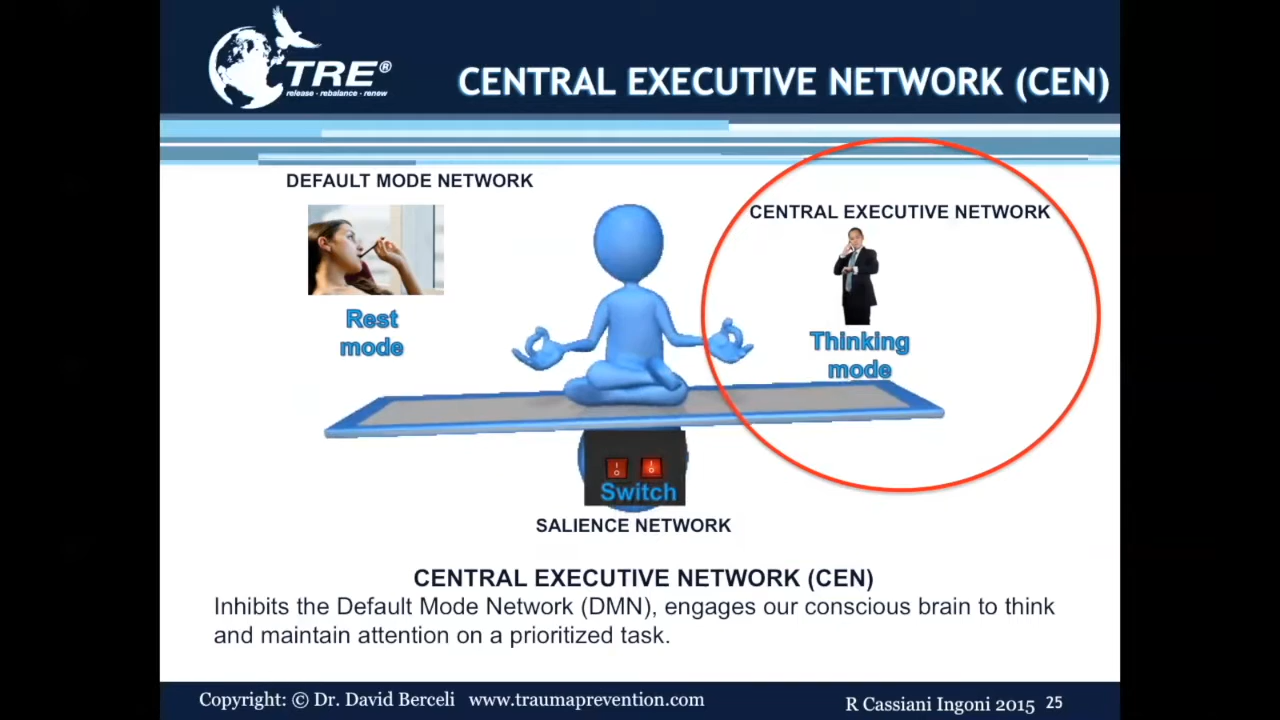 TRE®
release · rebalance · renew
CENTRAL EXECUTIVE NETWORK (CEN)
DEFAULT MODE NETWORK
CENTRAL EXECUTIVE NETWORK
Rest
mode
Thinking
mode
Switch
SALIENCE NETWORK
CENTRAL EXECUTIVE NETWORK (CEN)
Inhibits the Default Mode Network (DMN), engages our conscious brain to think
and maintain attention on a prioritized task.
Copyright: © Dr. David Berceli www.traumaprevention.com
R Cassiani Ingoni 2015 25